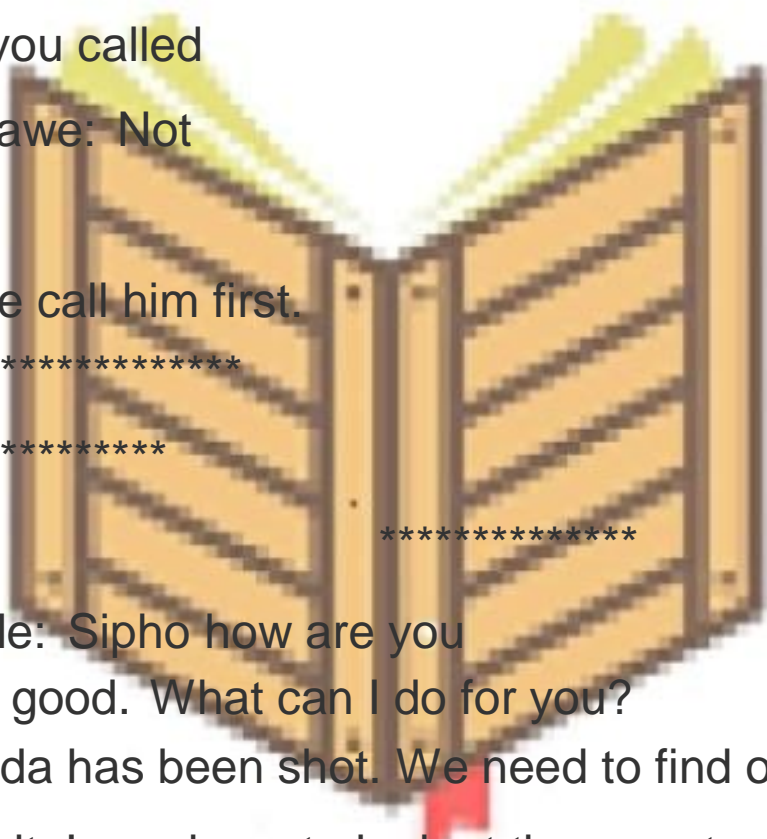 you called
awe: Not
e call him first.
*************
*********
**************
le: Sipho how are you
good. What can I do for you?
da has been shot. We need to find o